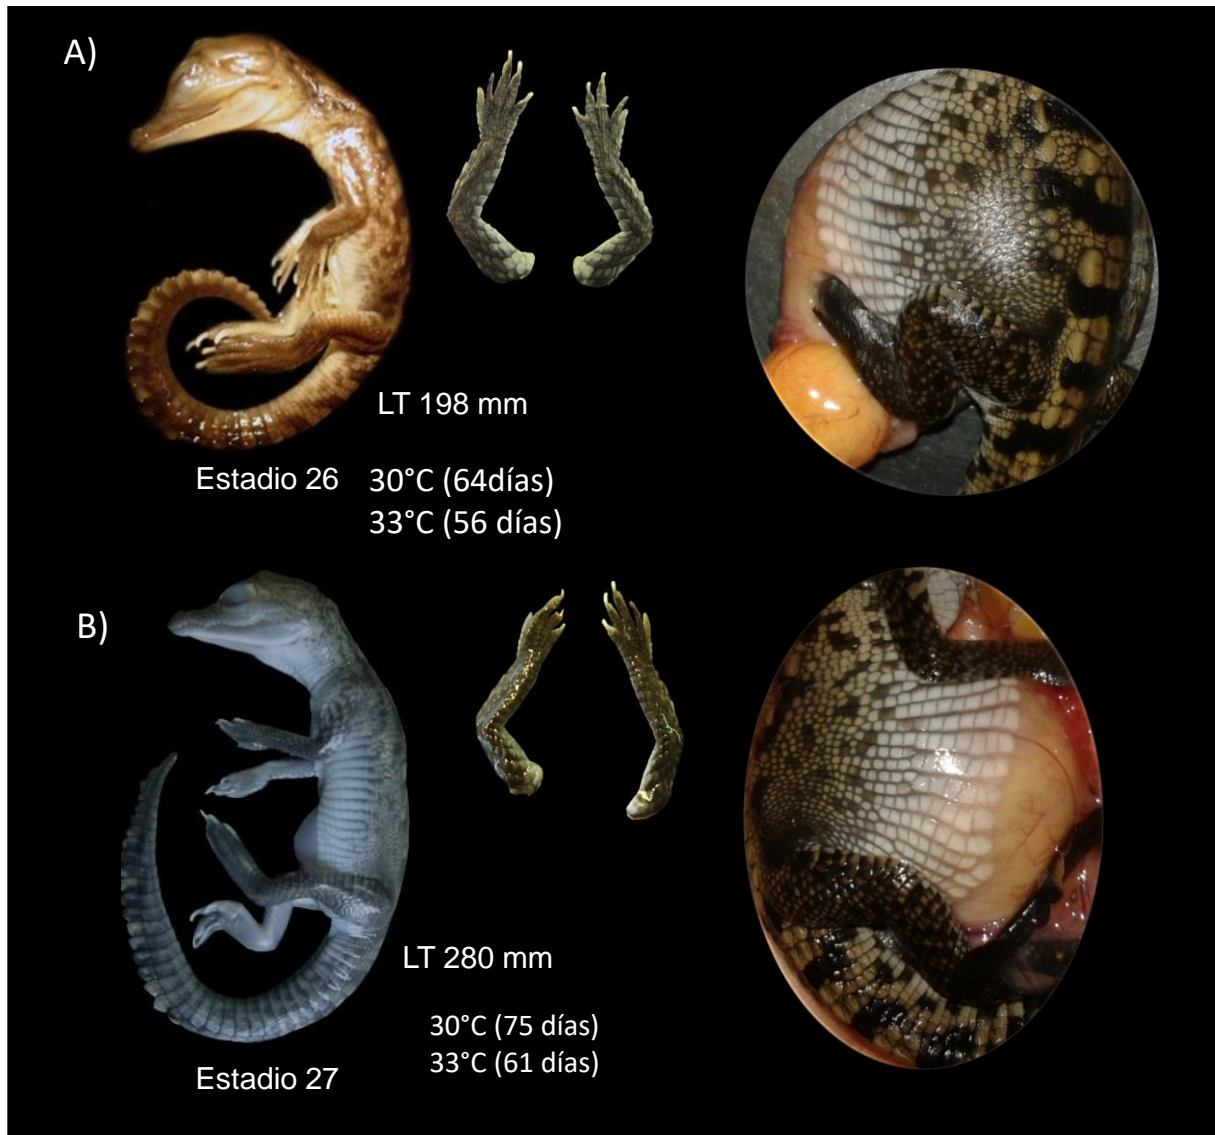 A)
LT 198 mm
Estadio 26
30°C (64días)
33°C (56 días)
B)
LT 280 mm
30°C (75 días)
33°C (61 días)
Estadio 27